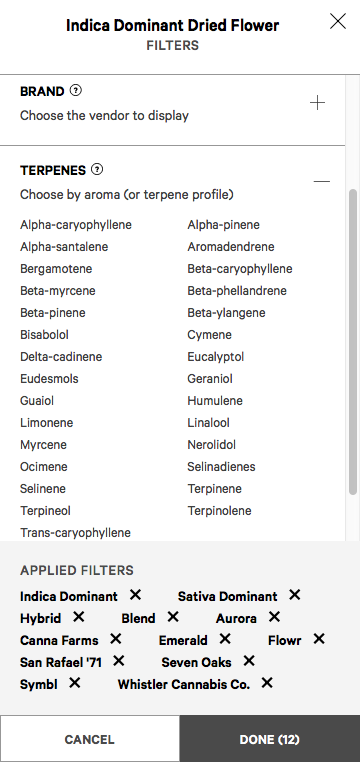 Indica Dominant Dried Flower
FILTERS
BRAND ?
Choose the vendor to display
TERPENES ?
Choose by aroma (or terpene profile)
Alpha-caryophyllene Alpha-pinene
Alpha-santalene Aromadendrene
Bergamotene Beta-caryophyllene
Beta-myrcene Beta-phellandrene
Beta-pinene Beta-ylangene
Bisabolol Cymene
Delta-cadinene Eucalyptol
Eudesmols Geraniol
Guaiol Humulene
Limonene Linalool
Myrcene Nerolidol
Ocimene Selinadienes
Selinene Terpinene
Terpineol Terpinolene
Trans-caryophyllene
APPLIED FILTERS
Indica Dominant Sativa Dominant
Hybrid Blend Aurora
Canna Farms Emerald Flowr
San Rafael '71 Seven Oaks
Symbl Whistler Cannabis Co.
CANCEL DONE (12)